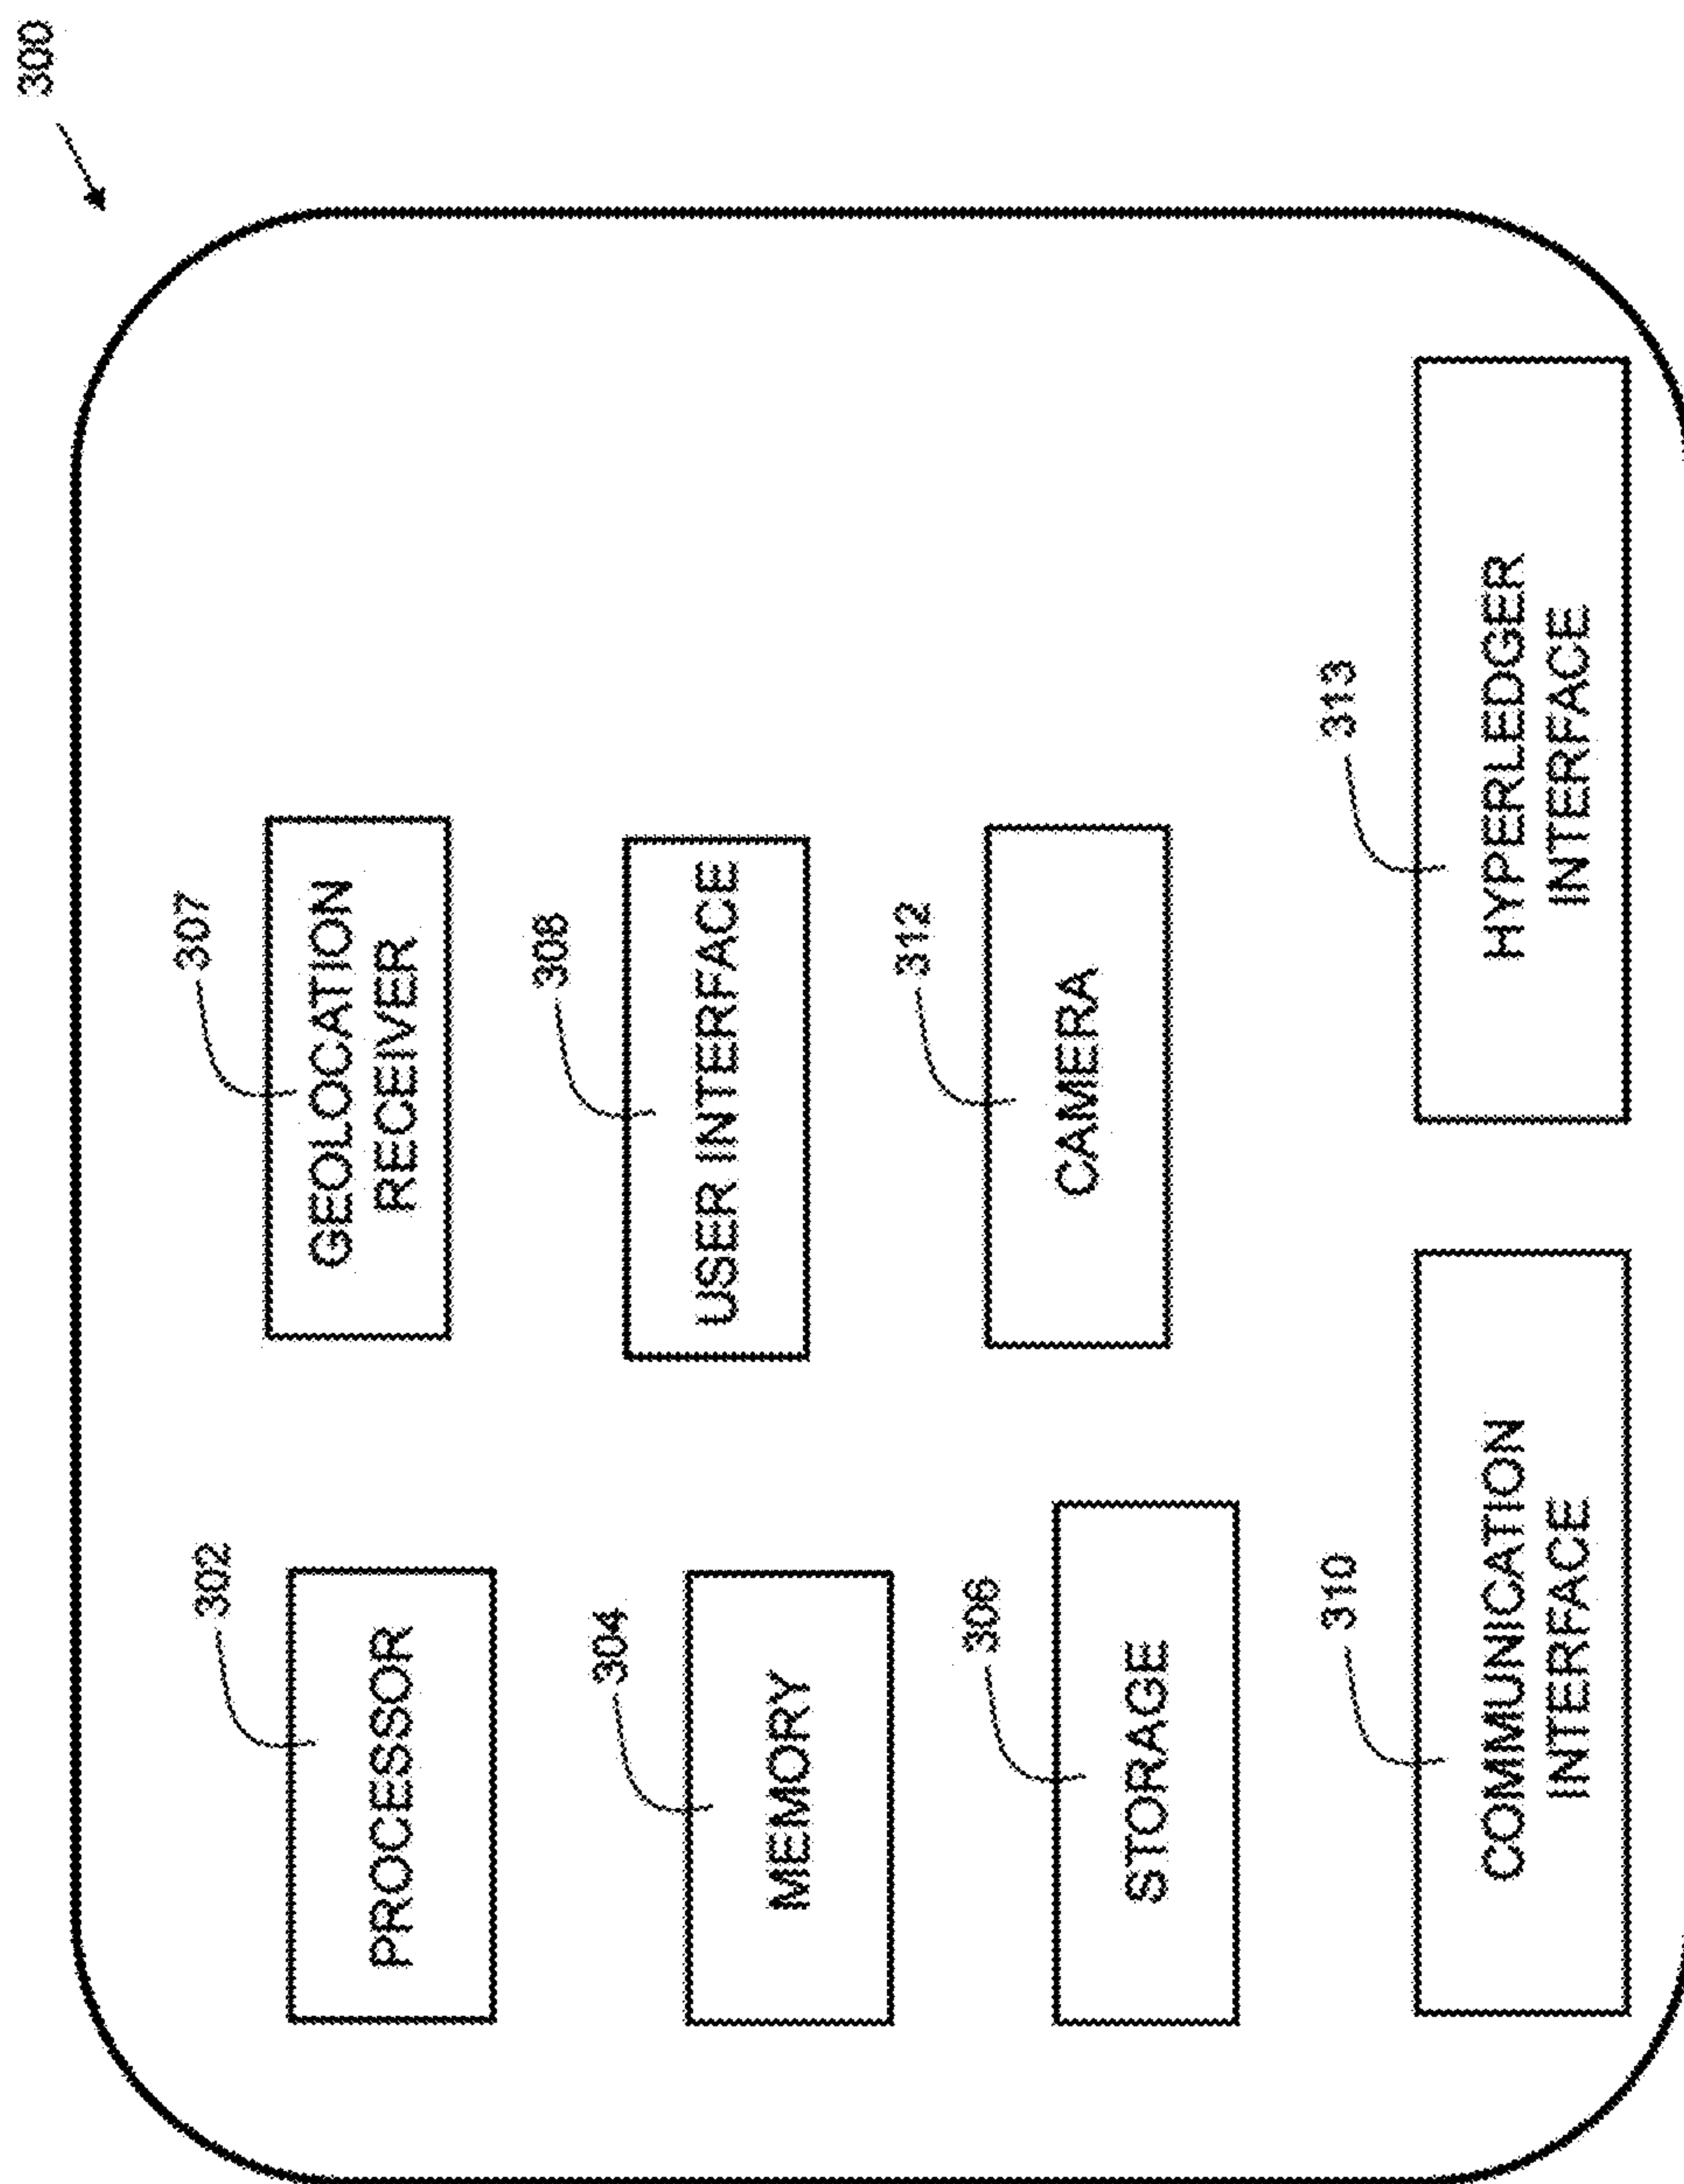 300
302
PROCESSOR
307
GEOLOCATION
RECEIVER
304
MEMORY
308
USER INTERFACE
306
STORAGE
312
CAMERA
310
COMMUNICATION
INTERFACE
313
HYPERLEDGER
INTERFACE